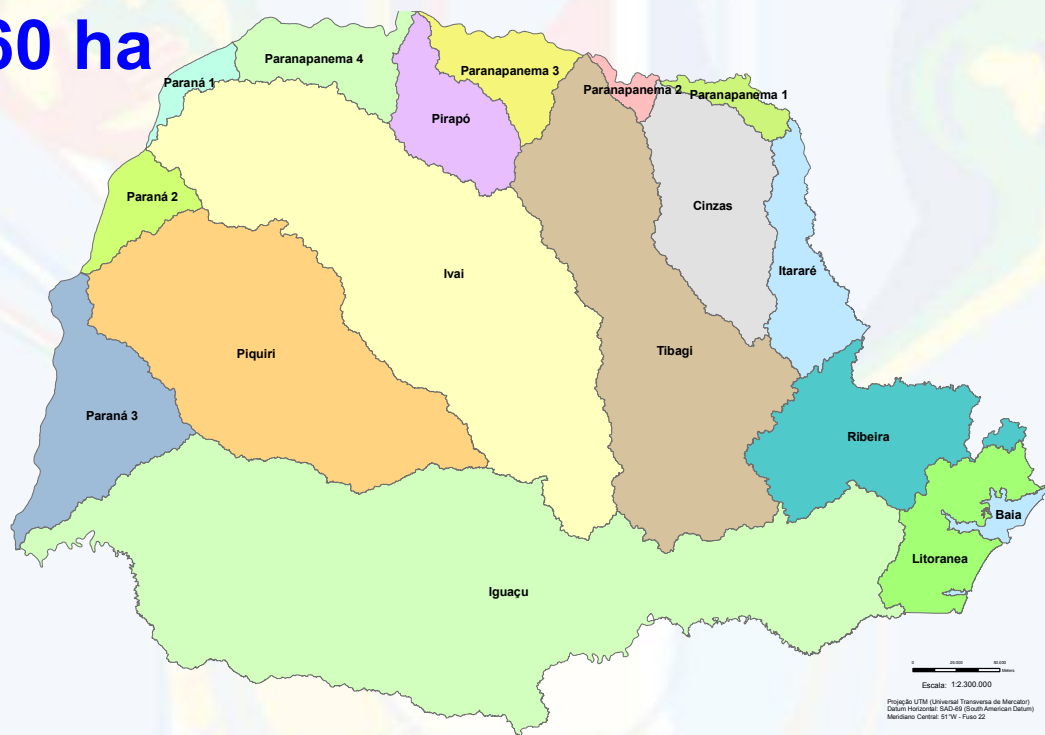 60 ha
Paranapanema 4
Paranapanema 3
Paraná 1
Paranapanema 2
Paranapanema 1
Pirapó
Paraná 2
Cinzas
Ivai
Itararé
Piquiri
Tibagi
Paraná 3
Ribeira
Baia
Litoranea
Iguaçu
Escala: 1:2.300.000
Projeção UTM (Universal Transversa de Mercator)
Datum Horizontal: SAD-69 (South American Datum)
Meridiano Central: 51°W - Fuso 22